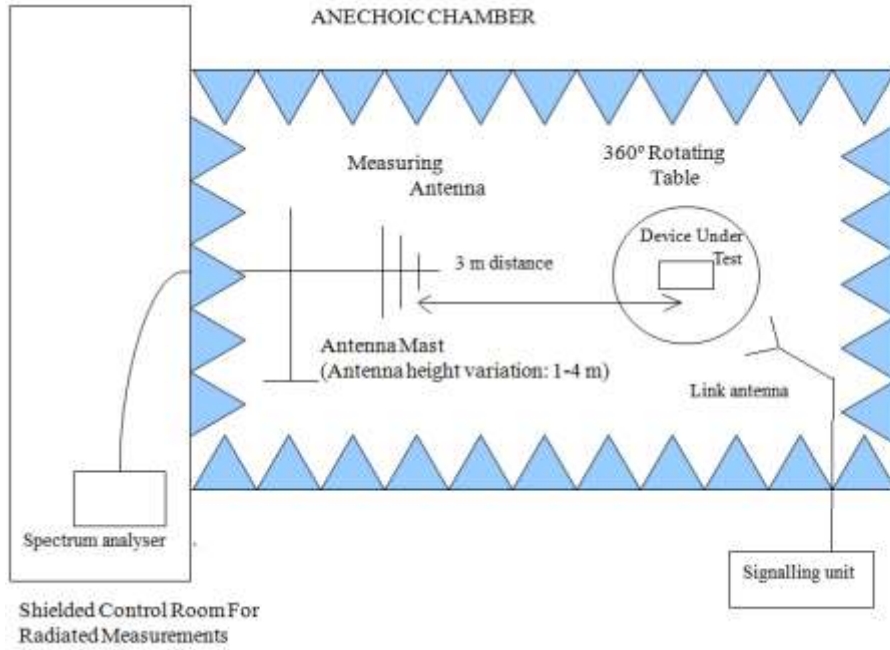 ANECHOIC CHAMBER
Measuring
Antenna
360º Rotating
Table
Device Under
Test
3 m distance
Antenna Mast
(Antenna height variation: 1-4 m)
Link antenna
Spectrum analyser
Signalling unit
Shielded Control Room For
Radiated Measurements